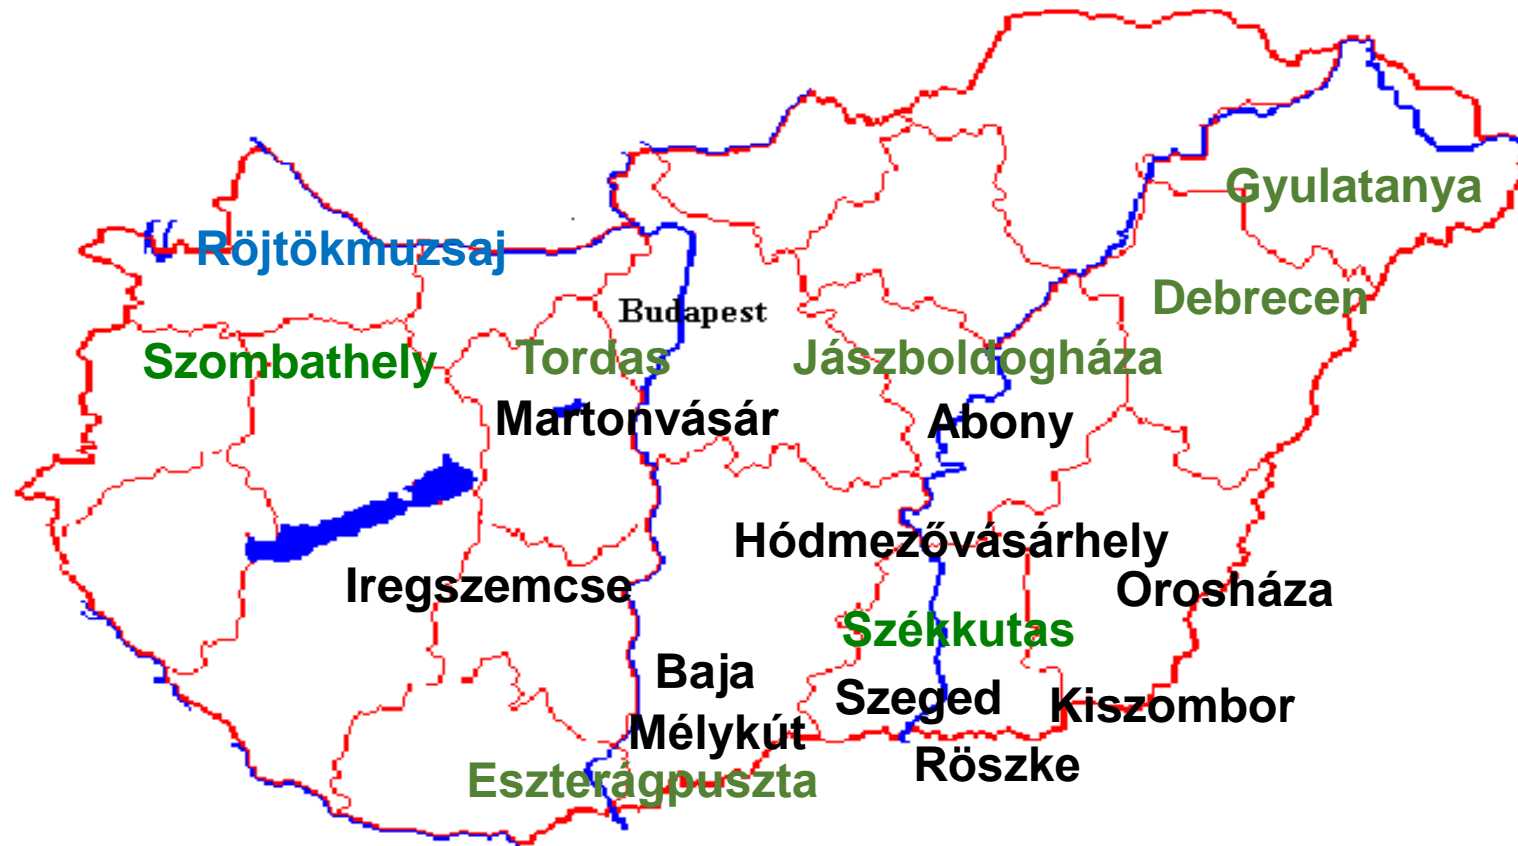 Gyulatanya
Röjtökmuzsaj
Debrecen
Budapest
Szombathely
Tordas
Jászboldogháza
Martonvásár
Abony
Hódmezővásárhely
Iregszemcse
Orosháza
Székkutas
Baja
Szeged
Kiszombor
Mélykút
Röszke
Eszterágpuszta